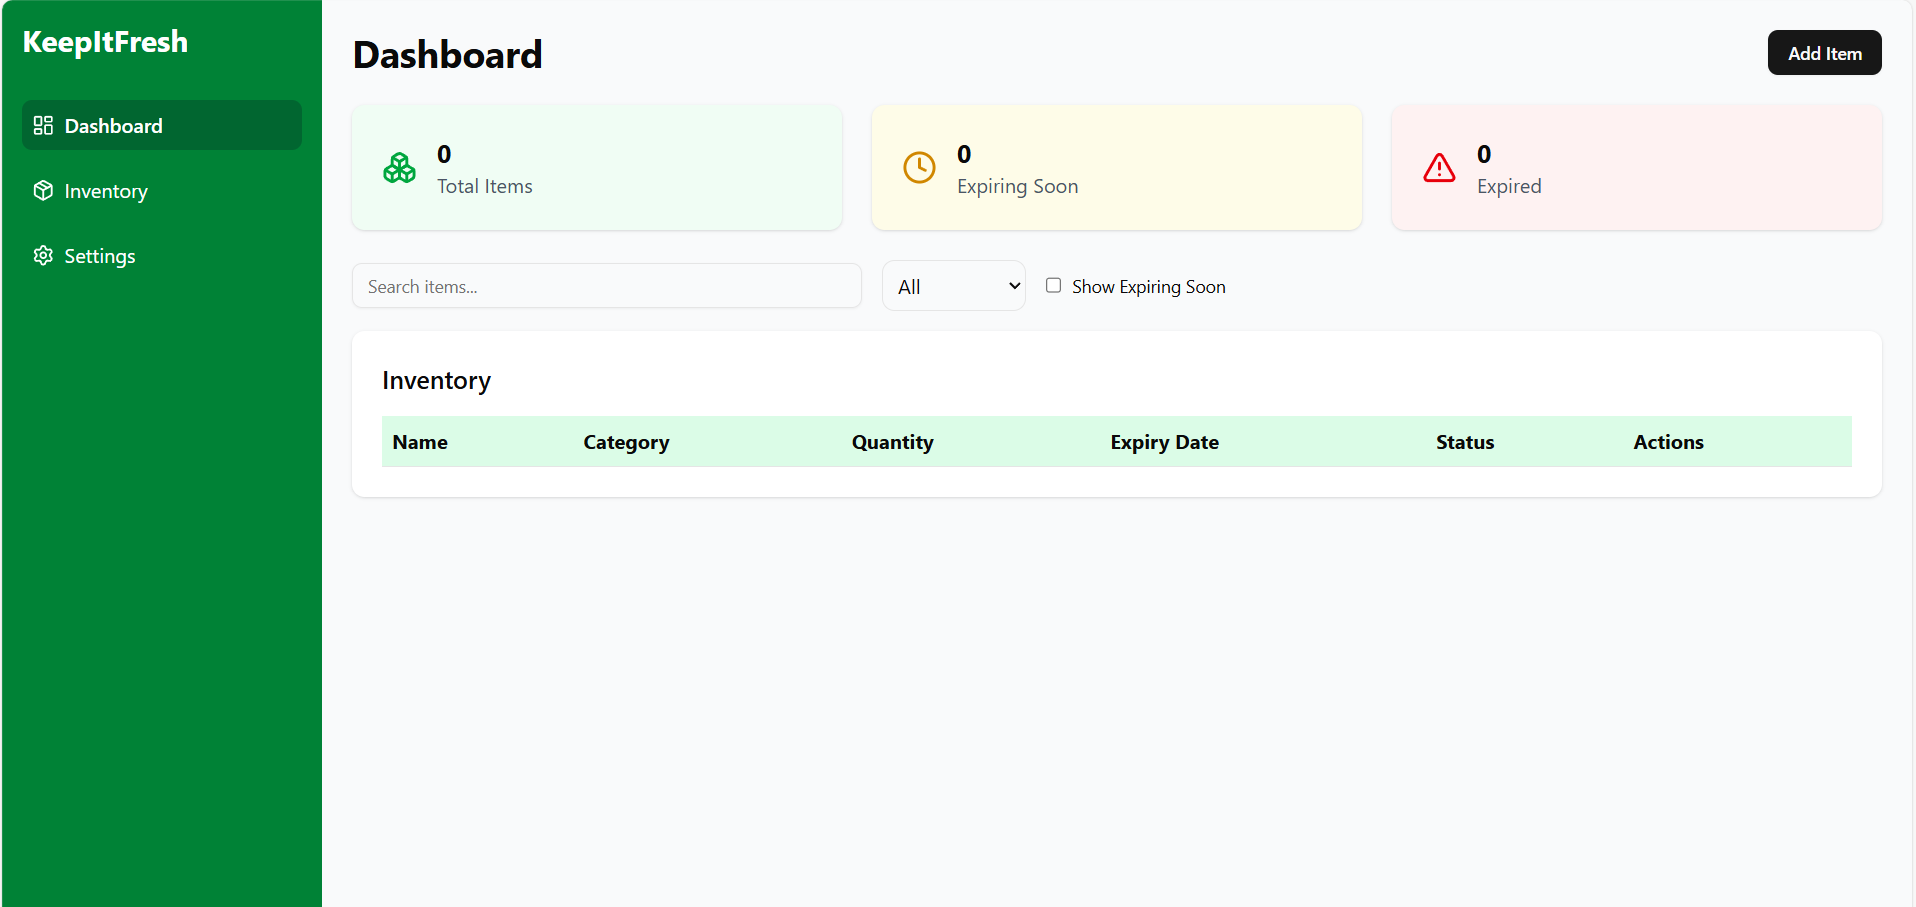 KeepItFresh
Dashboard
Inventory
Settings
Dashboard
Add Item
0
Total Items
0
Expiring Soon
0
Expired
Search items...
All
Show Expiring Soon
Inventory
Name Category Quantity Expiry Date Status Actions